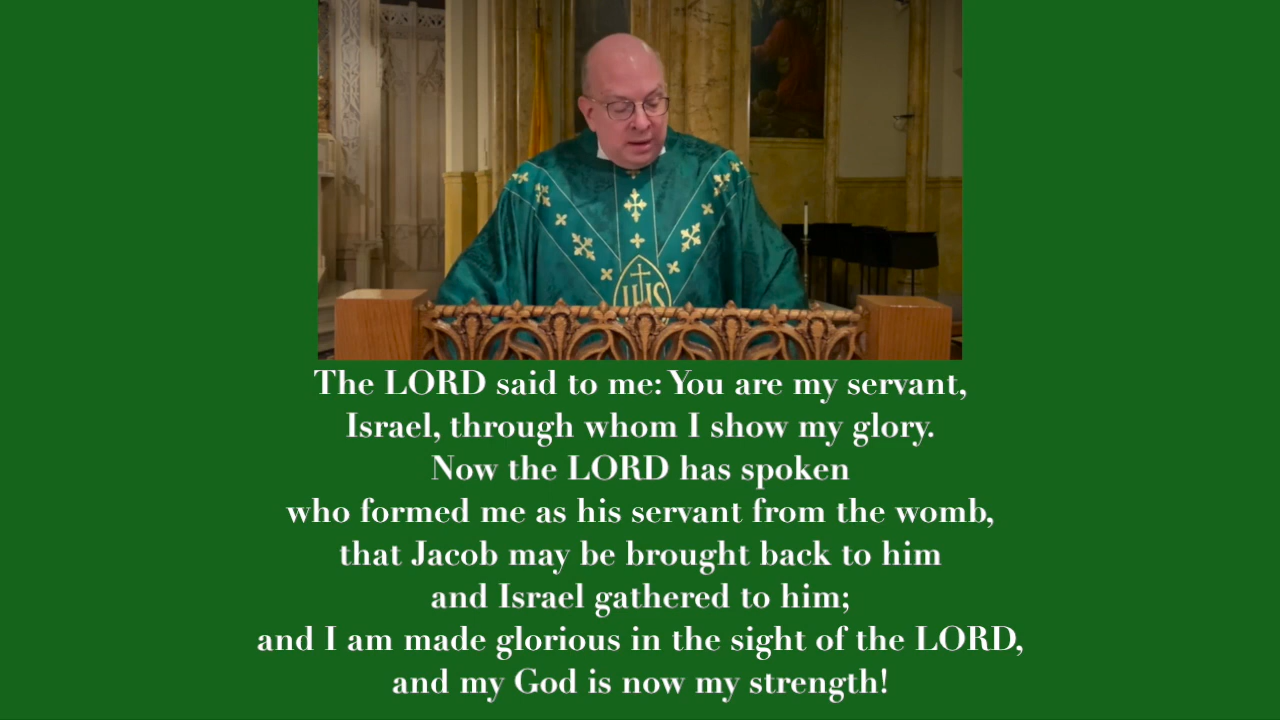 IHS
The LORD said to me: You are my servant,
Israel, through whom I show my glory.
Now the LORD has spoken
who formed me as his servant from the womb,
that Jacob may be brought back to him
and Israel gathered to him;
and I am made glorious in the sight of the LORD,
and my God is now my strength!